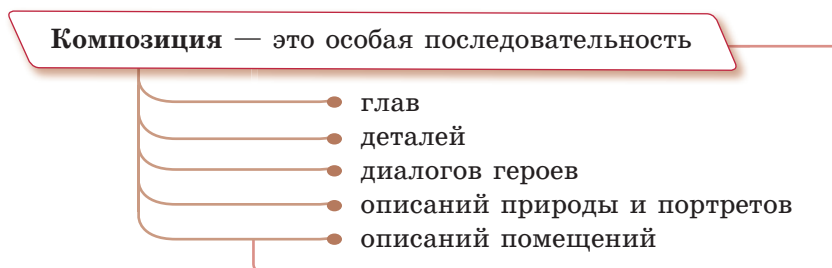 Композиция — это особая последовательность
глав
деталей
диалогов героев
описаний природы и портретов
описаний помещений